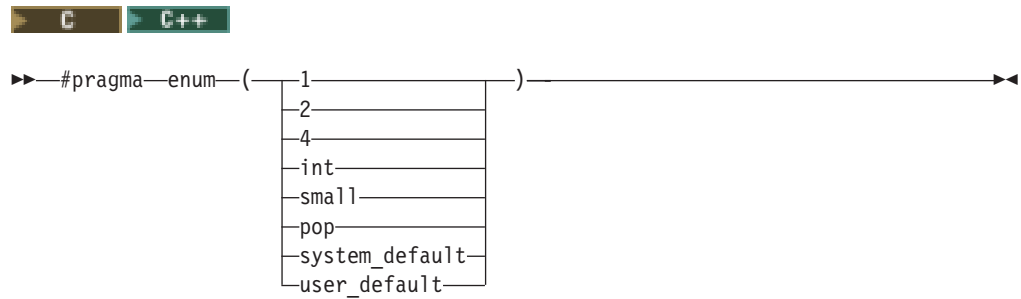 C C++
#pragma enum ( 1 )
2
4
int
small
pop
system_default
user_default